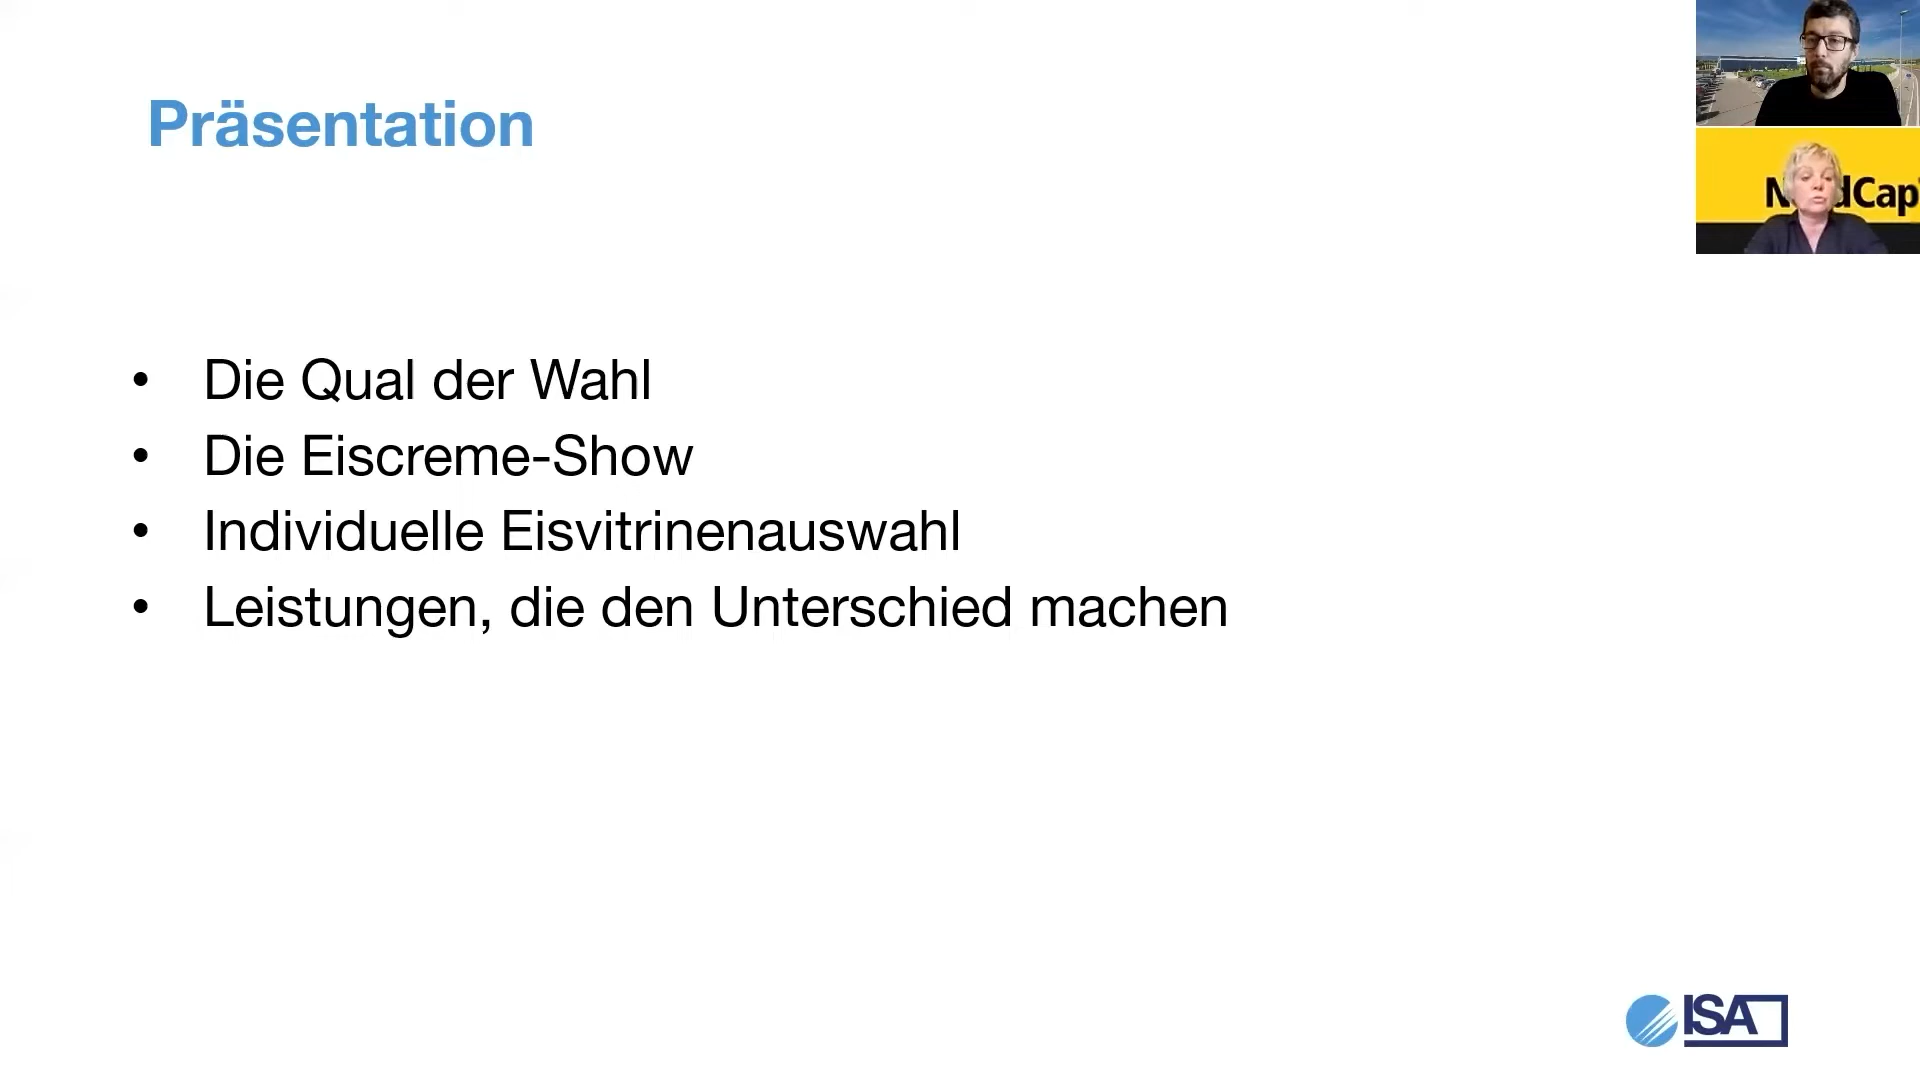 Präsentation
• Die Qual der Wahl
• Die Eiscreme-Show
• Individuelle Eisvitrinenauswahl
• Leistungen, die den Unterschied machen
ISA